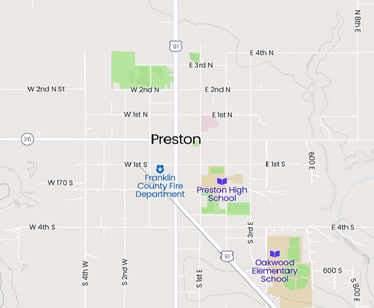 N 8th E
91
E 4th N
E 3rd N
W 2nd N St
W 2nd N
E 2nd N
W 1st N
E 1st N
36
Preston
W 1st S
E 1st S
600 E
Franklin
County Fire
Department
W 170 S
Preston High
School
W 4th S
S 3rd E
E 4th S
91
S 4th W
S 2nd W
S 1st E
Oakwood
Elementary
School
600 S
S 800 E